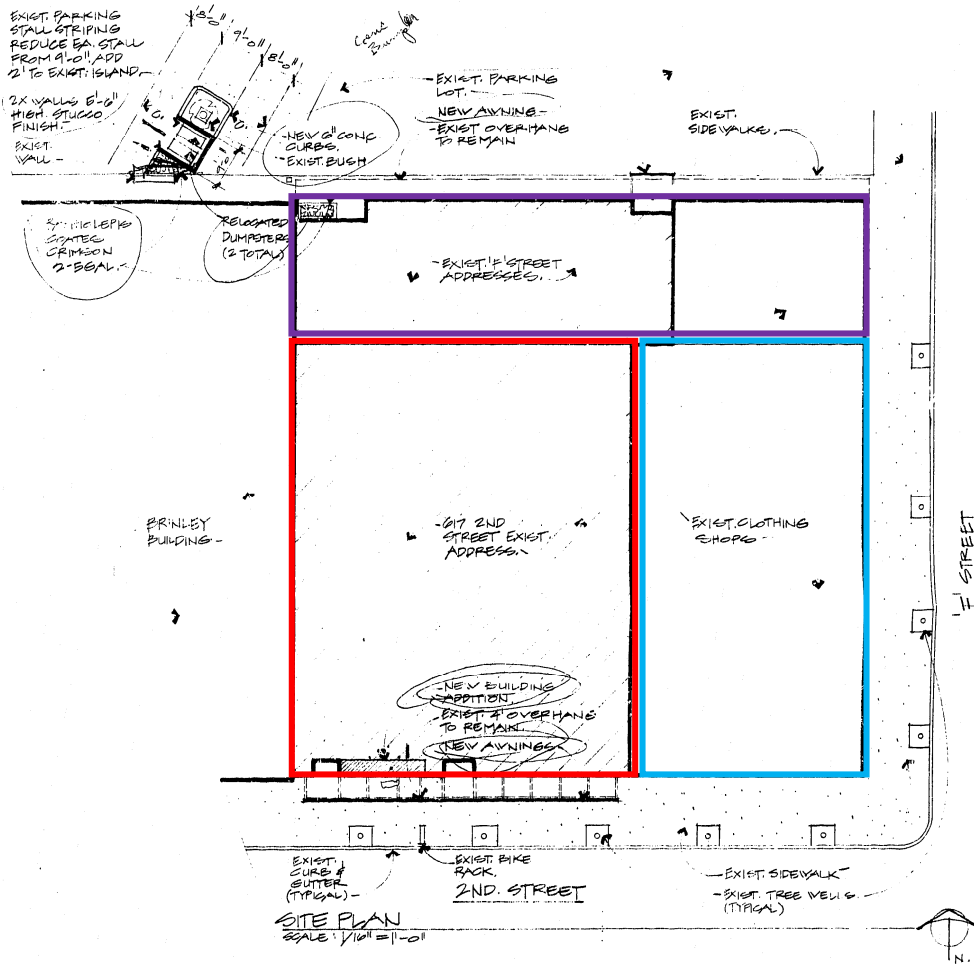 EXIST. PARKING
STALL STRIPING
REDUCE EA. STALL
FROM 9'-0". ADD
2' TO EXIST. ISLAND.
8'-0"
9'-0"
8'-0"
2X WALLS 5'-6"
HIGH. STUCCO
FINISH.
EXIST.
WALL
-NEW 6" CONC.
CURBS.
-EXIST. BUSH
-EXIST. PARKING
LOT.
NEW AWNING
-EXIST OVERHANG
TO REMAIN
EXIST.
SIDEWALKS.
GATES
CRIMSON
2-5GAL.
RELOCATED
DUMPSTERS
(2 TOTAL)
-EXIST. 'F' STREET
ADDRESSES.
BRINLEY
BUILDING-
-617 2ND
STREET EXIST.
ADDRESS.
EXIST. CLOTHING
SHOPS
'F' STREET
-NEW BUILDING
ADDITION.
-EXIST. 4' OVERHANG
TO REMAIN.
NEW AWNINGS
EXIST.
CURB &
GUTTER
(TYPICAL)-
-EXIST. BIKE
RACK.
2ND. STREET
-EXIST. SIDEWALK
-EXIST. TREE WELLS.
(TYPICAL)
SITE PLAN
SCALE: 1/16" = 1'-0"
N.